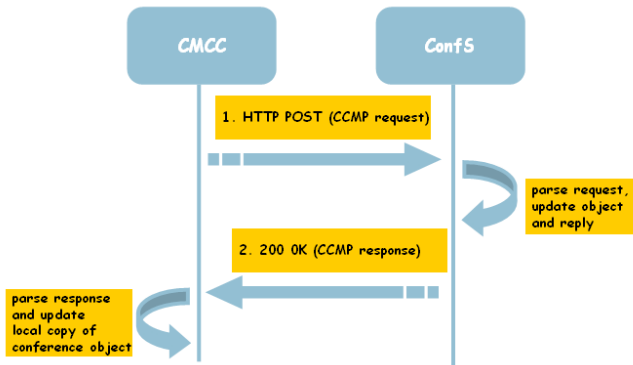 CMCC
ConfS
1. HTTP POST (CCMP request)
parse request,
update object
and reply
2. 200 OK (CCMP response)
parse response
and update
local copy of
conference object